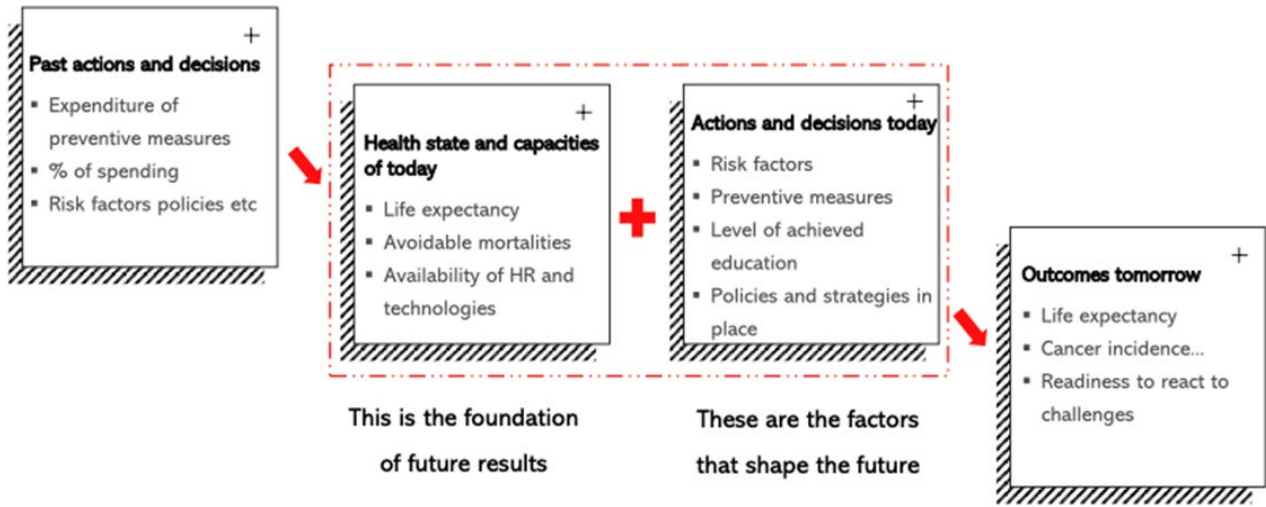 Past actions and decisions
▪ Expenditure of
preventive measures
▪ % of spending
▪ Risk factors policies etc
Health state and capacities
of today
▪ Life expectancy
▪ Avoidable mortalities
▪ Availability of HR and
technologies
This is the foundation
of future results
Actions and decisions today
▪ Risk factors
▪ Preventive measures
▪ Level of achieved
education
▪ Policies and strategies in
place
These are the factors
that shape the future
Outcomes tomorrow
▪ Life expectancy
▪ Cancer incidence...
▪ Readiness to react to
challenges